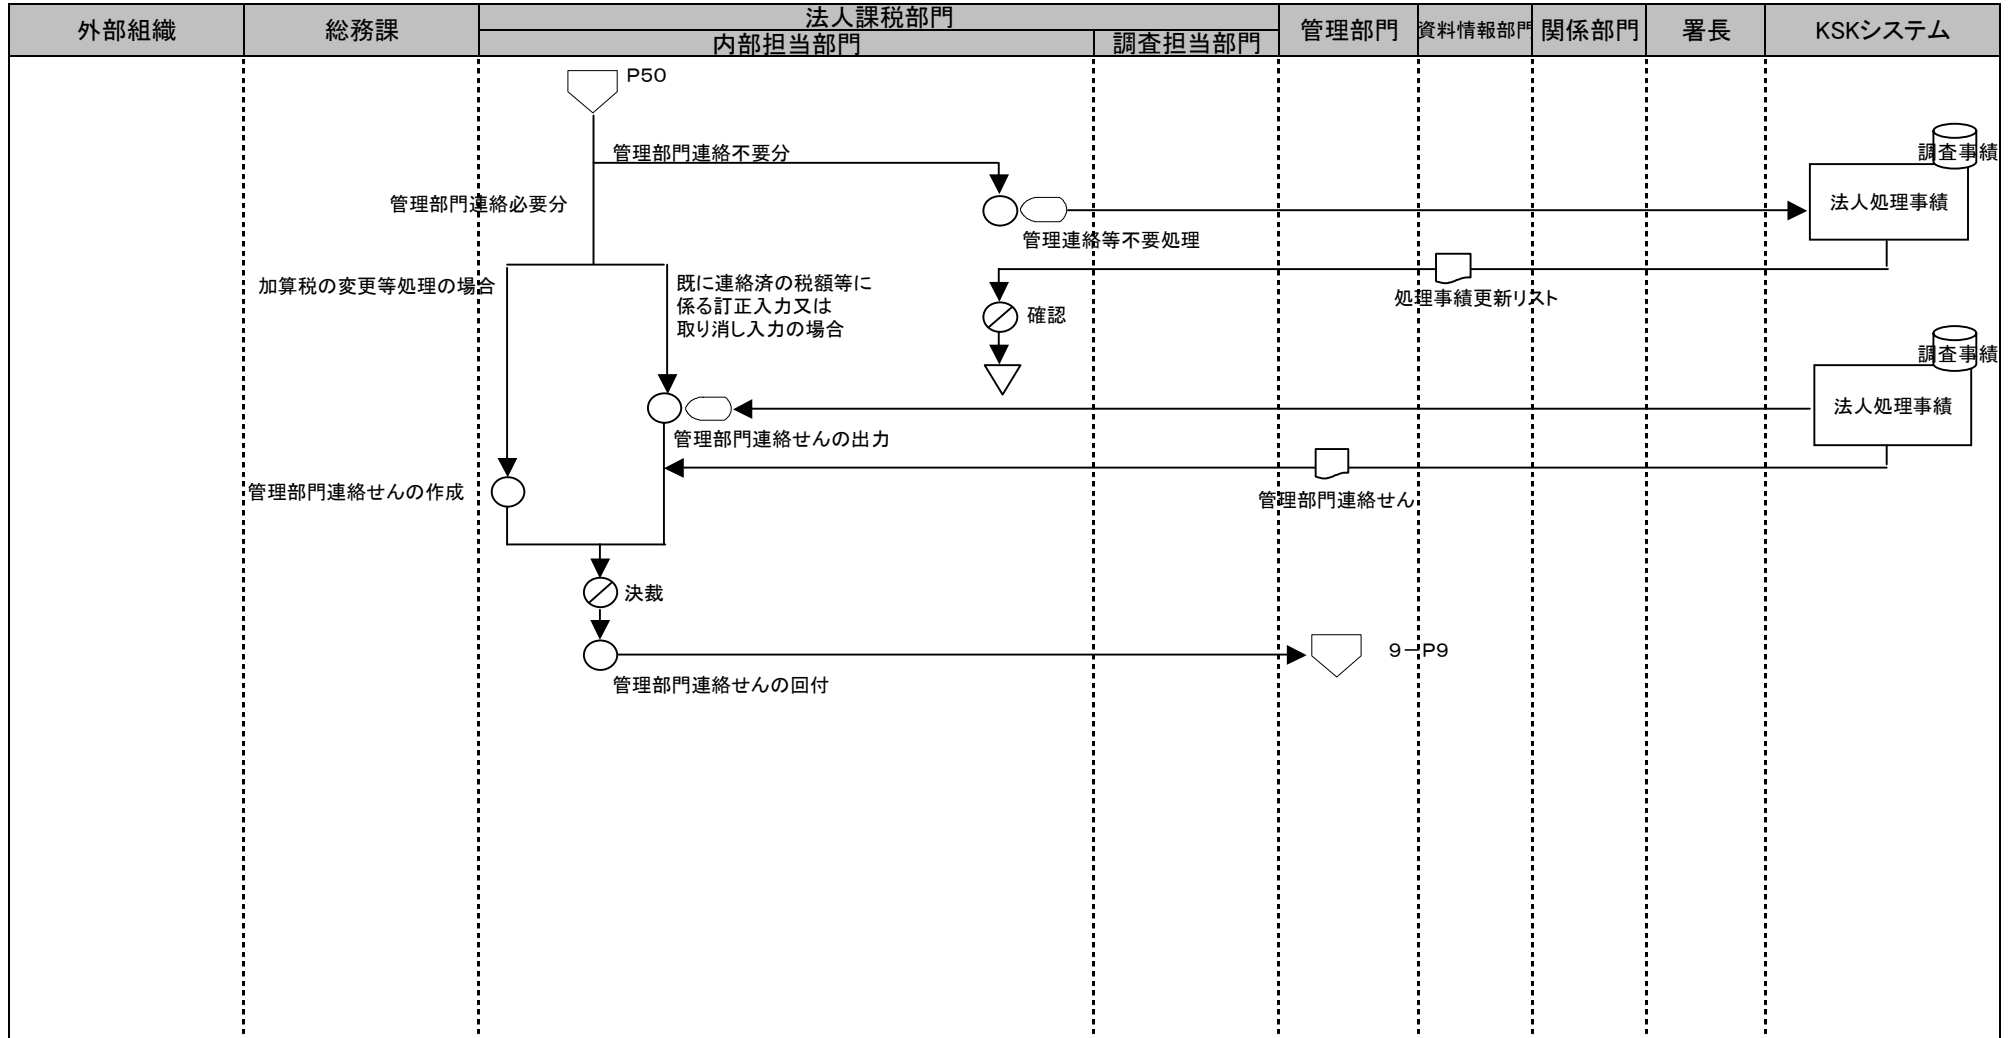 外部組織
総務課
法人課税部門
内部担当部門
調査担当部門
管理部門
資料情報部門
関係部門
署長
KSKシステム
P50
管理部門連絡不要分
調査事績
管理部門連絡必要分
法人処理事績
管理連絡等不要処理
加算税の変更等処理の場合
既に連絡済の税額等に
係る訂正入力又は
取り消し入力の場合
処理事績更新リスト
確認
調査事績
法人処理事績
管理部門連絡せんの出力
管理部門連絡せんの作成
管理部門連絡せん
決裁
9－P9
管理部門連絡せんの回付